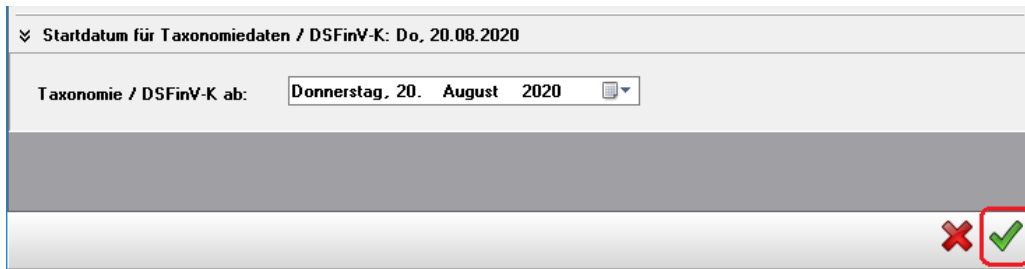 Startdatum für Taxonomiedaten / DSFinV-K: Do, 20.08.2020
Taxonomie / DSFinV-K ab: Donnerstag, 20. August 2020